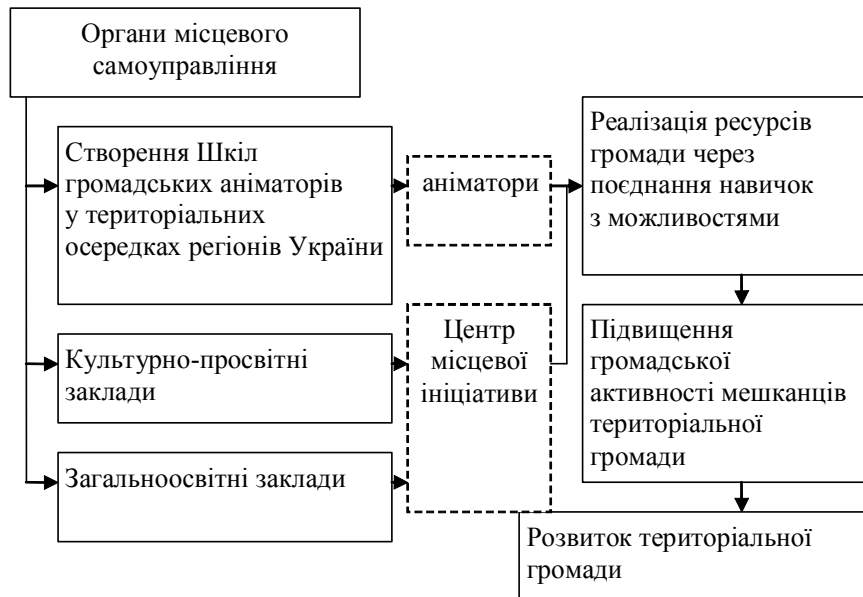 Органи місцевого
самоуправління
Створення Шкіл
громадських аніматорів
у територіальних
осередках регіонів України
аніматори
Реалізація ресурсів
громади через
поєднання навичок
з можливостями
Культурно-просвітні
заклади
Центр
місцевої
ініціативи
Підвищення
громадської
активності мешканців
територіальної
громади
Загальноосвітні заклади
Розвиток територіальної
громади